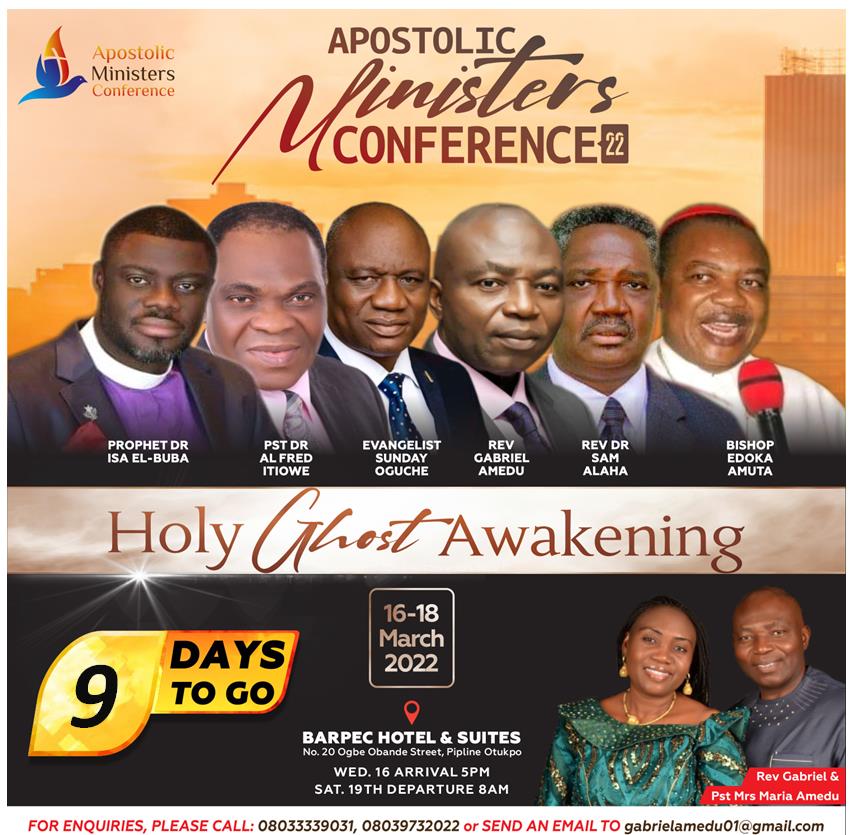 Apostolic
Ministers
Conference
APOSTOLIC
Ministers
CONFERENCE 22
PROPHET DR
ISA EL-BUBA
PST DR
AL FRED
ITIOWE
EVANGELIST
SUNDAY
OGUCHE
REV
GABRIEL
AMEDU
REV DR
SAM
ALAHA
BISHOP
EDOKA
AMUTA
Holy Ghost Awakening
9 DAYS
TO GO
16-18
March
2022
BARPEC HOTEL & SUITES
No. 20 Ogbe Obande Street, Pipline Otukpo
WED. 16 ARRIVAL 5PM
SAT. 19TH DEPARTURE 8AM
Rev Gabriel &
Pst Mrs Maria Amedu
FOR ENQUIRIES, PLEASE CALL: 08033339031, 08039732022 or SEND AN EMAIL TO gabrielamedu01@gmail.com